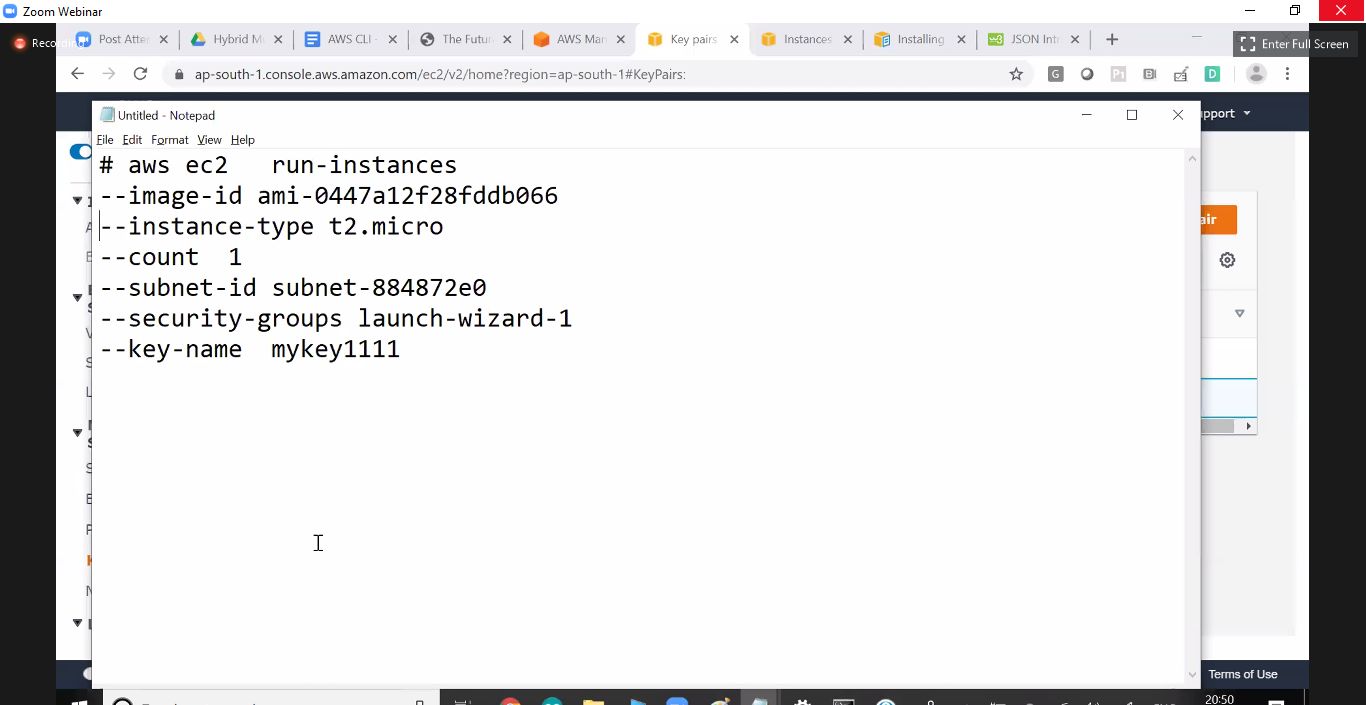 Zoom Webinar
Recording
Post Atten
Hybrid Mu
AWS CLI -
The Futur
AWS Man
Key pairs
Instances
Installing
JSON Intr
Enter Full Screen
ap-south-1.console.aws.amazon.com/ec2/v2/home?region=ap-south-1#KeyPairs:
Untitled - Notepad
pport
File Edit Format View Help
# aws ec2   run-instances
--image-id ami-0447a12f28fddb066
--instance-type t2.micro
--count  1
--subnet-id subnet-884872e0
--security-groups launch-wizard-1
--key-name  mykey1111
air
Terms of Use
20:50